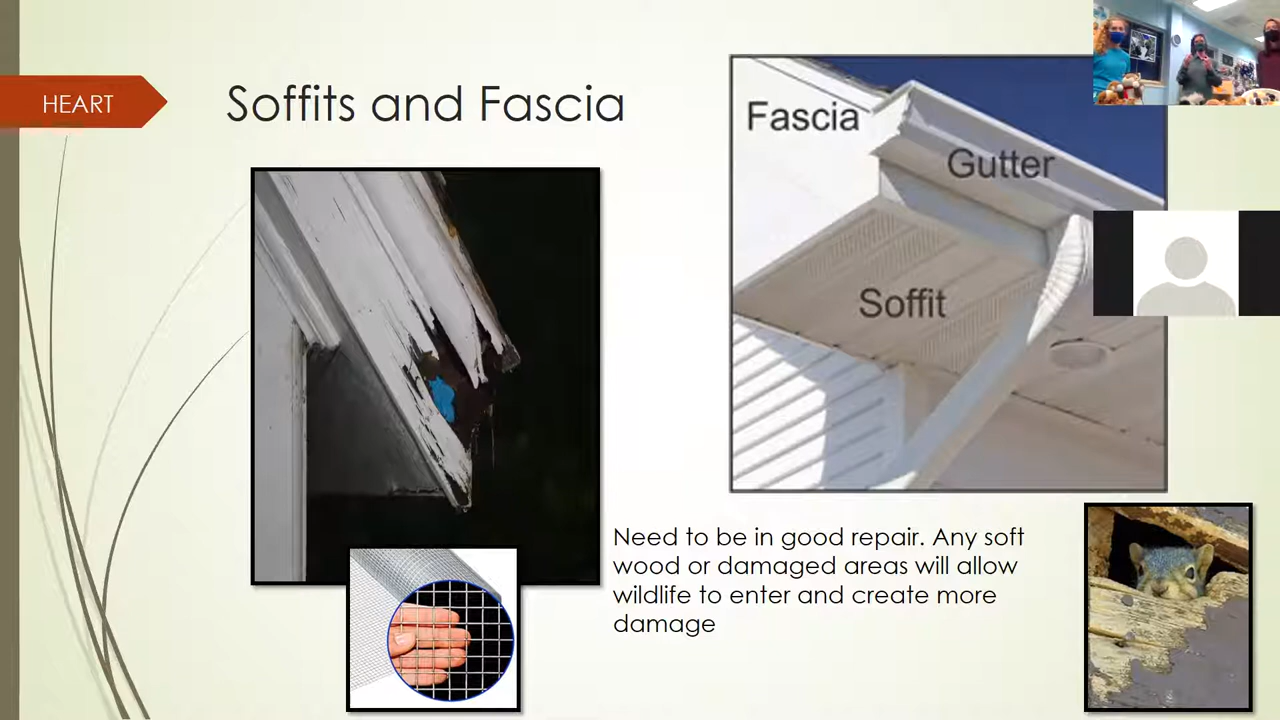 HEART
Soffits and Fascia
Fascia
Gutter
Soffit
Need to be in good repair. Any soft
wood or damaged areas will allow
wildlife to enter and create more
damage